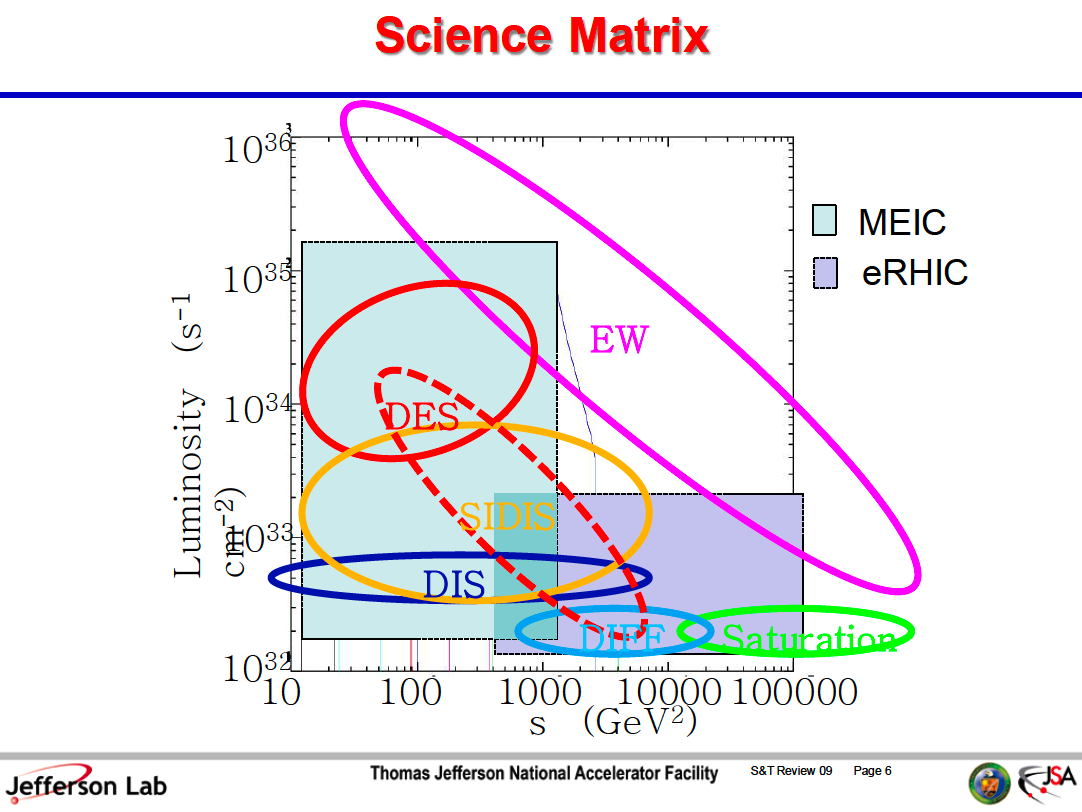 Science Matrix
10³⁶
10³⁵
10³⁴
10³³
10³²
Luminosity (s⁻¹
cm⁻²)
MEIC
eRHIC
EW
DES
SIDIS
DIS
DIFF
Saturation
10 100 1000 10000 100000
s (GeV²)
Jefferson Lab
Thomas Jefferson National Accelerator Facility
S&T Review 09 Page 6
JSA